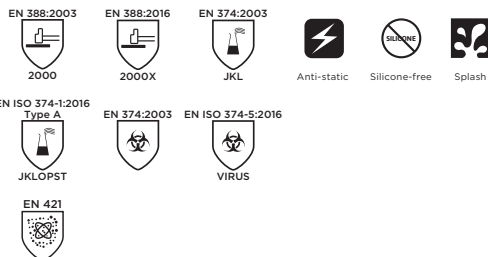 EN 388:2003 EN 388:2016 EN 374:2003
SILICONE
2000 2000X JKL Anti-static Silicone-free Splash
EN ISO 374-1:2016
Type A EN 374:2003 EN ISO 374-5:2016
JKLOPST VIRUS
EN 421